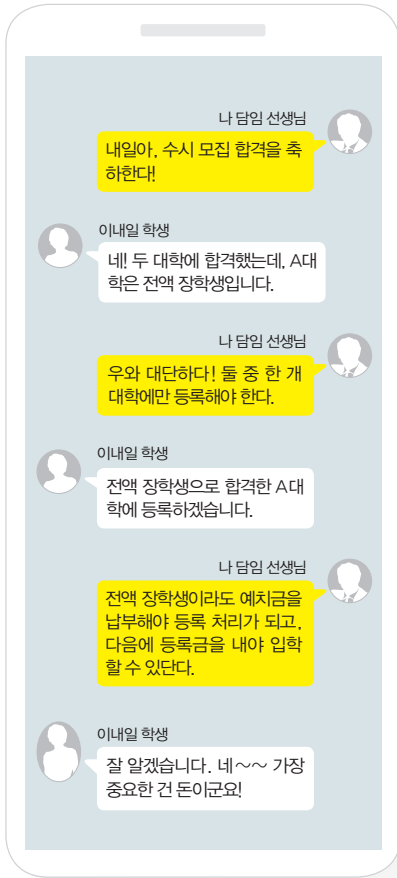 나 담임 선생님
내일아, 수시 모집 합격을 축
하한다!
이내일 학생
네! 두 대학에 합격했는데, A대
학은 전액 장학생입니다.
나 담임 선생님
우와 대단하다! 둘 중 한 개
대학에만 등록해야 한다.
이내일 학생
전액 장학생으로 합격한 A대
학에 등록하겠습니다.
나 담임 선생님
전액 장학생이라도 예치금을
납부해야 등록 처리가 되고,
다음에 등록금을 내야 입학
할 수 있단다.
이내일 학생
잘 알겠습니다. 네~~ 가장
중요한 건 돈이군요!